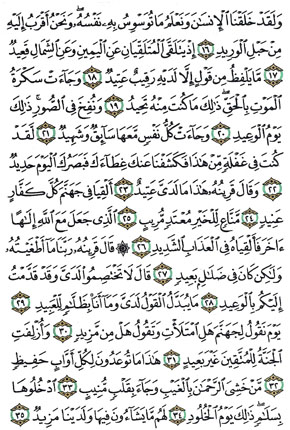 وَلَقَدْ خَلَقْنَا ٱلْإِنسَٰنَ وَنَعْلَمُ مَا تُوَسْوِسُ بِهِۦ نَفْسُهُۥ ۖ وَنَحْنُ أَقْرَبُ إِلَيْهِ
مِنْ حَبْلِ ٱلْوَرِيدِ ١٦ إِذْ يَتَلَقَّى ٱلْمُتَلَقِّيَانِ عَنِ ٱلْيَمِينِ وَعَنِ ٱلشِّمَالِ قَعِيدٌ
١٧ مَّا يَلْفِظُ مِن قَوْلٍ إِلَّا لَدَيْهِ رَقِيبٌ عَتِيدٌ ١٨ وَجَآءَتْ سَكْرَةُ
ٱلْمَوْتِ بِٱلْحَقِّ ۖ ذَٰلِكَ مَا كُنتَ مِنْهُ تَحِيدُ ١٩ وَنُفِخَ فِى ٱلصُّورِ ۚ ذَٰلِكَ
يَوْمُ ٱلْوَعِيدِ ٢٠ وَجَآءَتْ كُلُّ نَفْسٍ مَّعَهَا سَآئِقٌ وَشَهِيدٌ ٢١ لَّقَدْ
كُنتَ فِى غَفْلَةٍ مِّنْ هَٰذَا فَكَشَفْنَا عَنكَ غِطَآءَكَ فَبَصَرُكَ ٱلْيَوْمَ حَدِيدٌ
٢٢ وَقَالَ قَرِينُهُۥ هَٰذَا مَا لَدَىَّ عَتِيدٌ ٢٣ أَلْقِيَا فِى جَهَنَّمَ كُلَّ كَفَّارٍ
عَنِيدٍ ٢٤ مَّنَّاعٍ لِّلْخَيْرِ مُعْتَدٍ مُّرِيبٍ ٢٥ ٱلَّذِى جَعَلَ مَعَ ٱللَّهِ إِلَٰهًا
ءَاخَرَ فَأَلْقِيَاهُ فِى ٱلْعَذَابِ ٱلشَّدِيدِ ٢٦ ۞ قَالَ قَرِينُهُۥ رَبَّنَا مَآ أَطْغَيْتُهُۥ
وَلَٰكِن كَانَ فِى ضَلَٰلٍۭ بَعِيدٍ ٢٧ قَالَ لَا تَخْتَصِمُوا۟ لَدَىَّ وَقَدْ قَدَّمْتُ
إِلَيْكُم بِٱلْوَعِيدِ ٢٨ مَا يُبَدَّلُ ٱلْقَوْلُ لَدَىَّ وَمَآ أَنَا۠ بِظَلَّٰمٍ لِّلْعَبِيدِ
٢٩ يَوْمَ نَقُولُ لِجَهَنَّمَ هَلِ ٱمْتَلَأْتِ وَتَقُولُ هَلْ مِن مَّزِيدٍ ٣٠ وَأُزْلِفَتِ
ٱلْجَنَّةُ لِلْمُتَّقِينَ غَيْرَ بَعِيدٍ ٣١ هَٰذَا مَا تُوعَدُونَ لِكُلِّ أَوَّابٍ حَفِيظٍ
٣٢ مَّنْ خَشِىَ ٱلرَّحْمَٰنَ بِٱلْغَيْبِ وَجَآءَ بِقَلْبٍ مُّنِيبٍ ٣٣ ٱدْخُلُوهَا
بِسَلَٰمٍ ۖ ذَٰلِكَ يَوْمُ ٱلْخُلُودِ ٣٤ لَهُم مَّا يَشَآءُونَ فِيهَا وَلَدَيْنَا مَزِيدٌ ٣٥